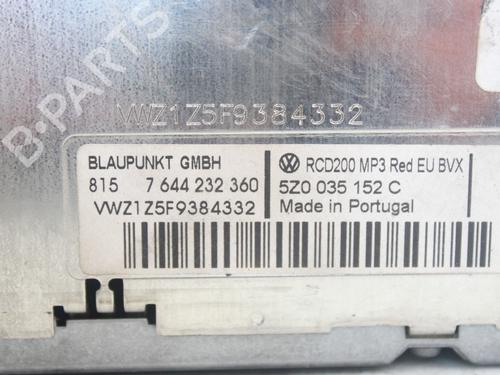 B-PARTS
VWZ1Z5F9384332
BLAUPUNKT GMBH
815 7 644 232 360
VWZ1Z5F9384332
RCD200 MP3 Red EU BVX
5Z0 035 152 C
Made in Portugal